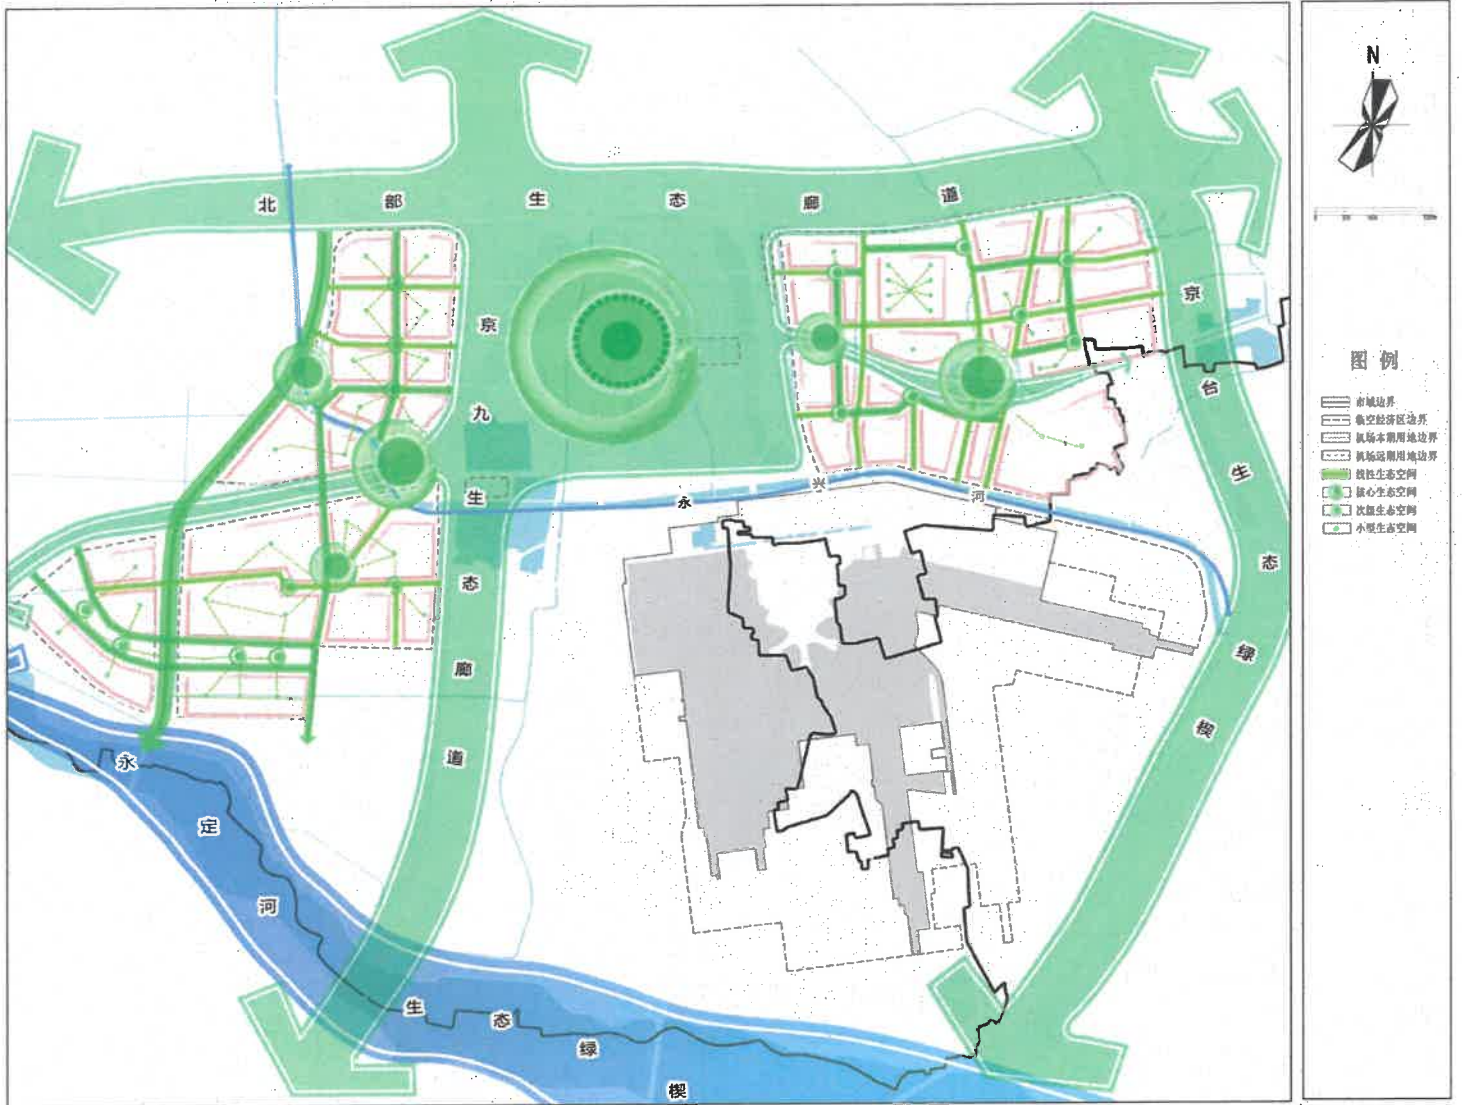 北部生态廊道
京九生态廊道
京台生态绿楔
永兴河
永定河生态绿楔
N
图例
市域边界
临空经济区边界
机场本期用地边界
机场远期用地边界
线性生态空间
核心生态空间
次级生态空间
小型生态空间